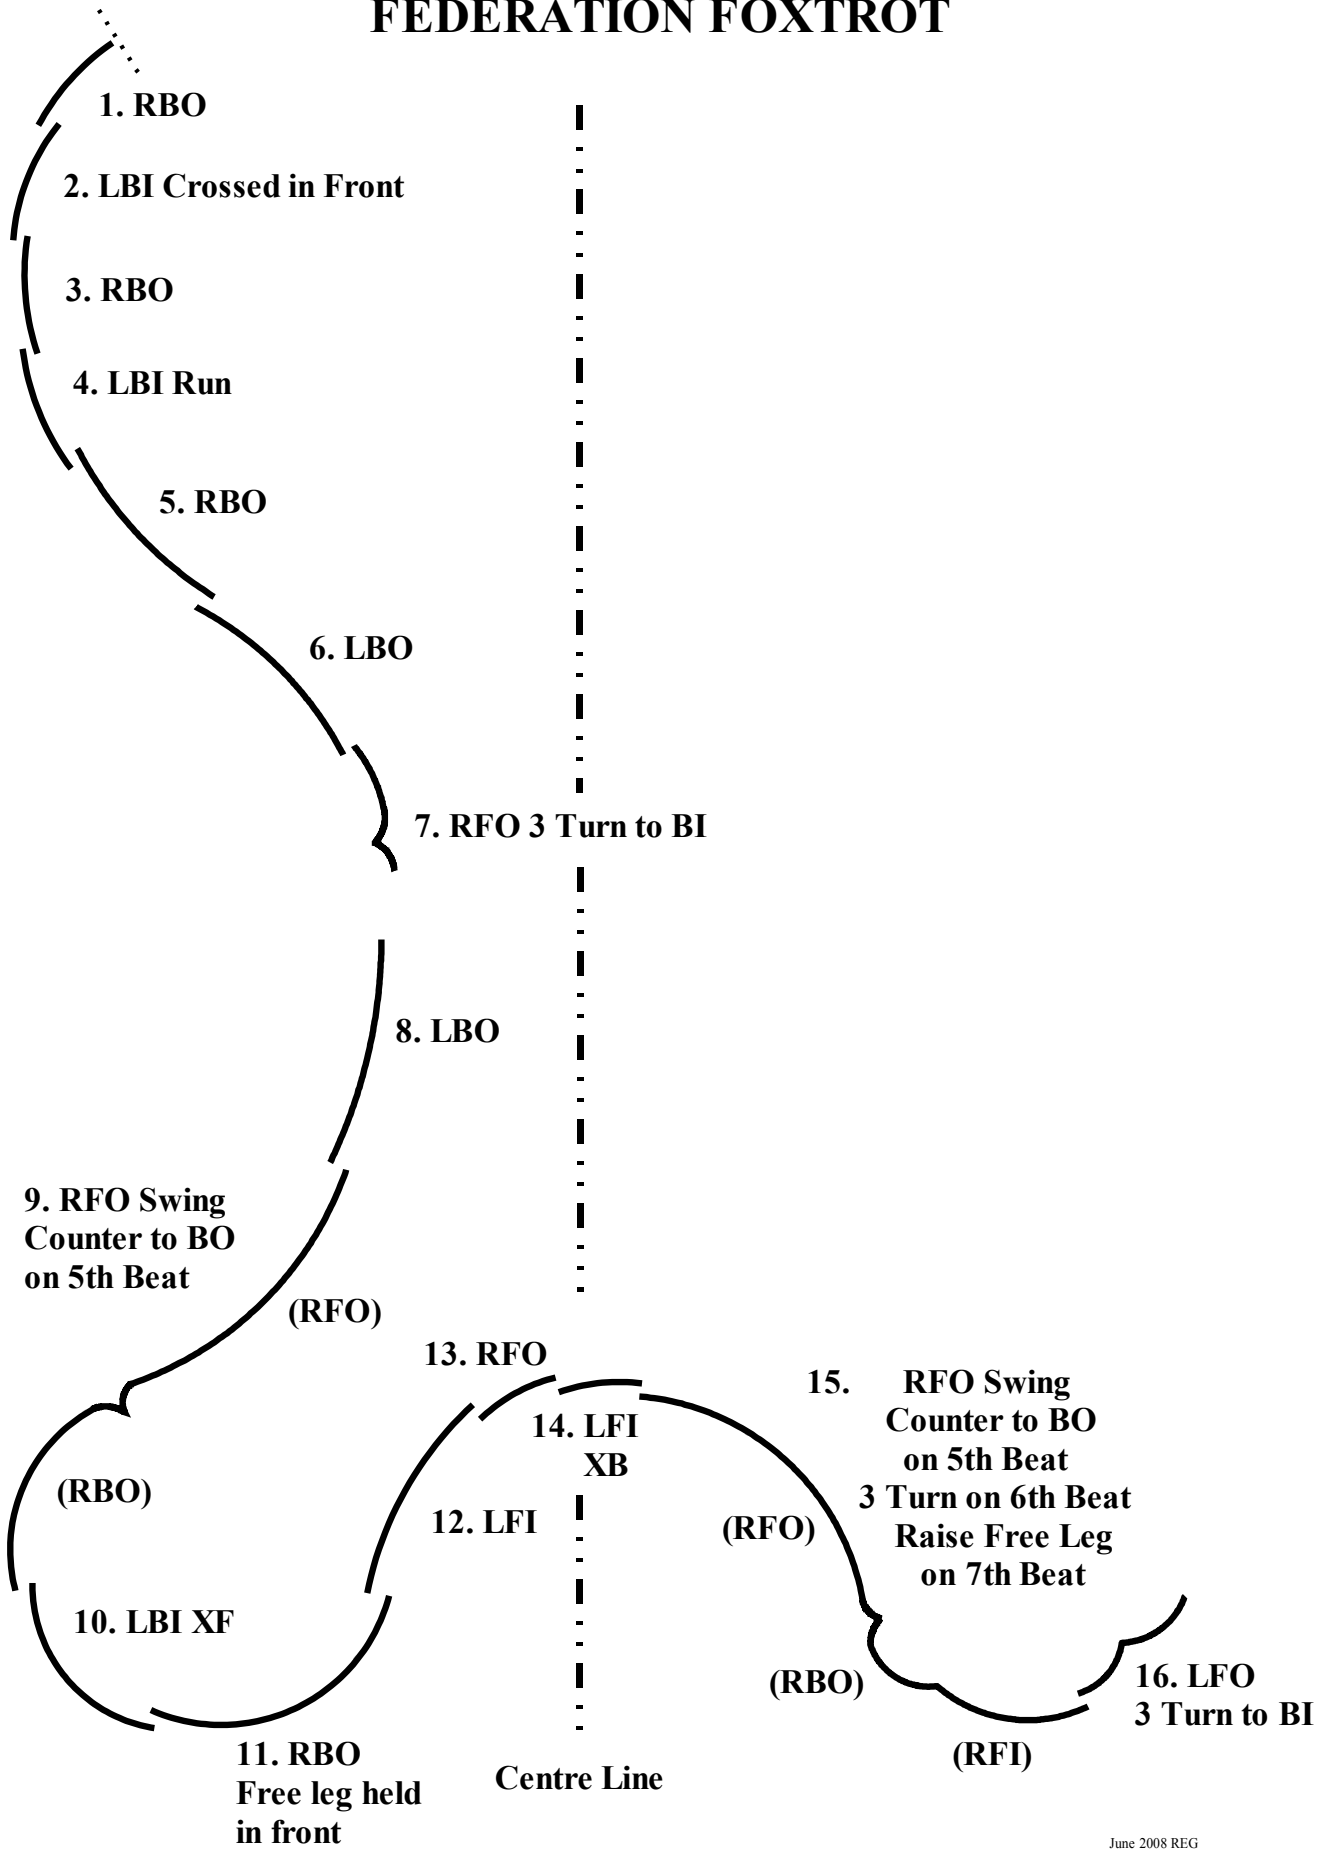 FEDERATION FOXTROT
1. RBO
2. LBI Crossed in Front
3. RBO
4. LBI Run
5. RBO
6. LBO
7. RFO 3 Turn to BI
8. LBO
9. RFO Swing
Counter to BO
on 5th Beat
(RFO)
(RBO)
10. LBI XF
11. RBO
Free leg held
in front
12. LFI
13. RFO
14. LFI
XB
15. RFO Swing
Counter to BO
on 5th Beat
3 Turn on 6th Beat
Raise Free Leg
on 7th Beat
(RFO)
(RBO)
(RFI)
16. LFO
3 Turn to BI
Centre Line
June 2008 REG